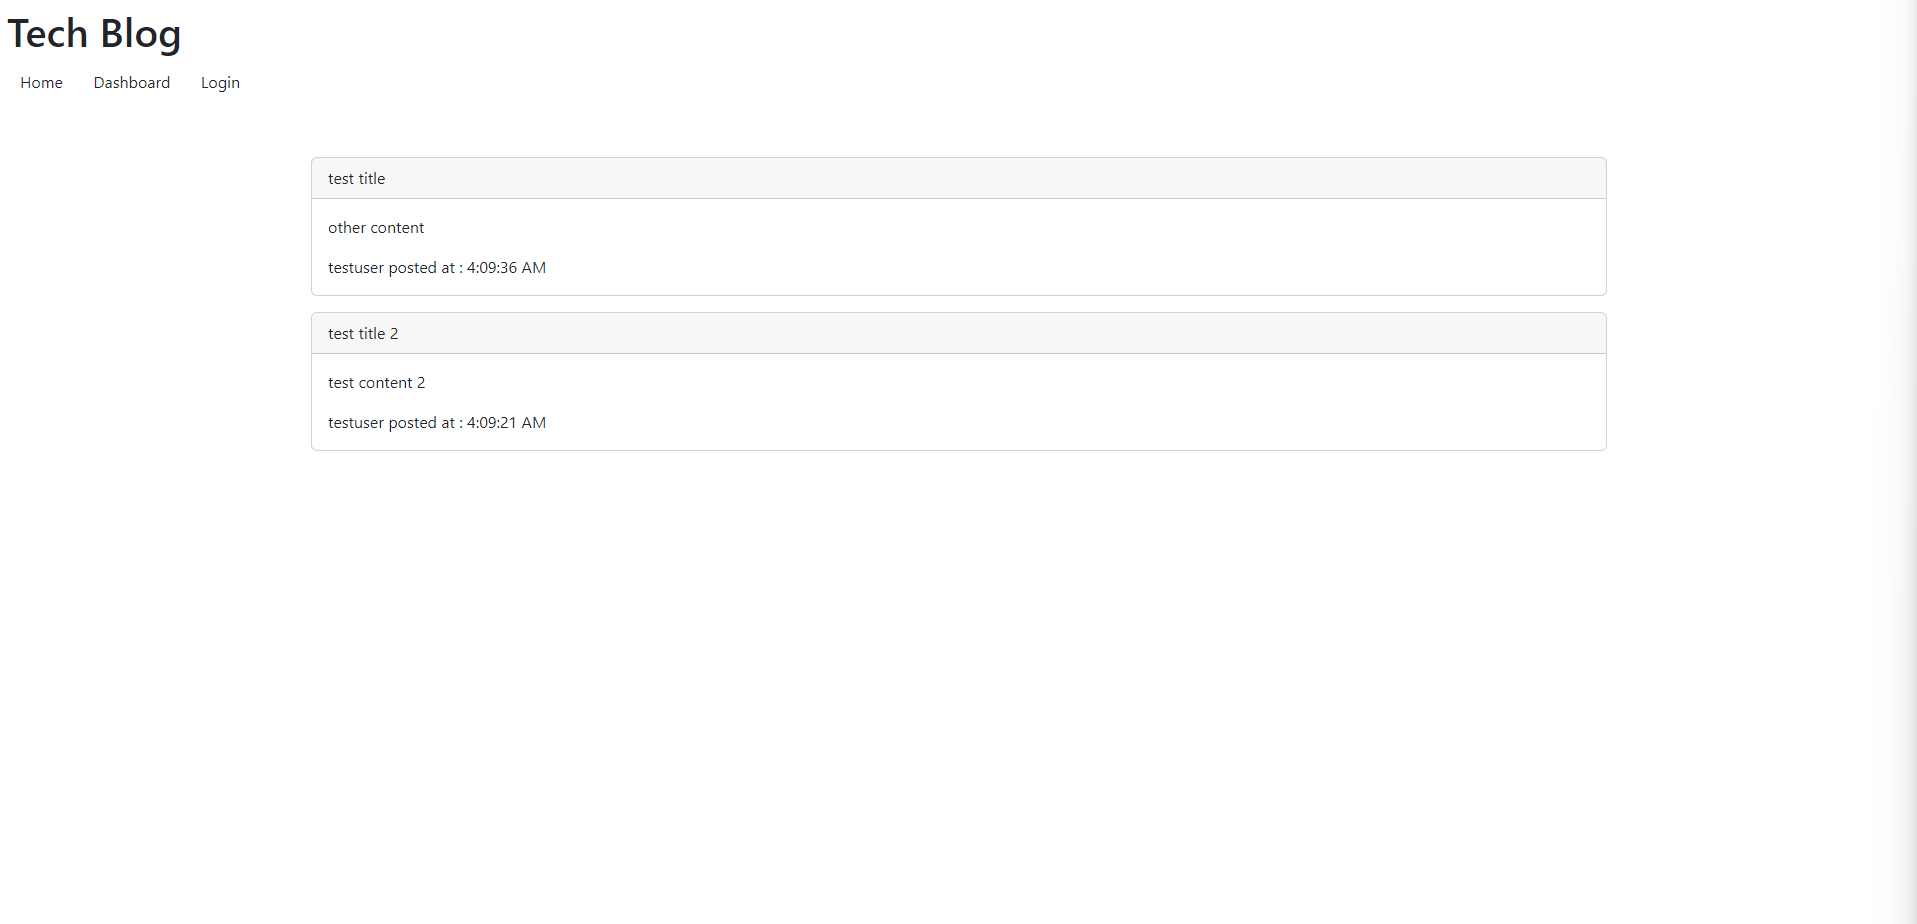 Tech Blog
Home Dashboard Login
test title
other content
testuser posted at : 4:09:36 AM
test title 2
test content 2
testuser posted at : 4:09:21 AM